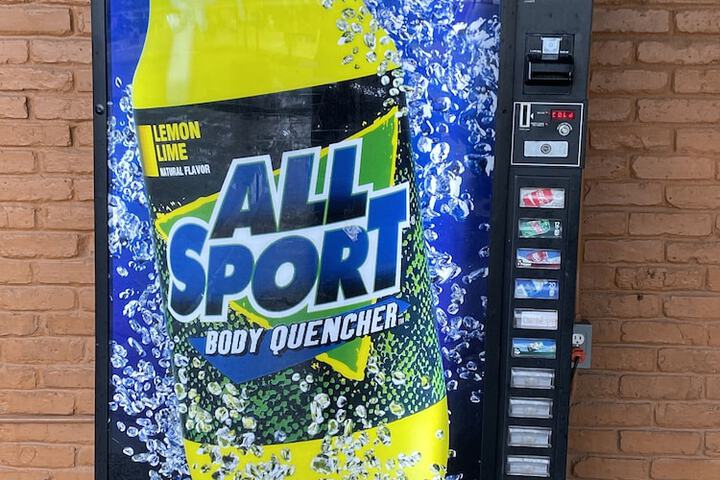 LEMON
LIME
NATURAL FLAVOR
ALL
SPORT
BODY QUENCHER